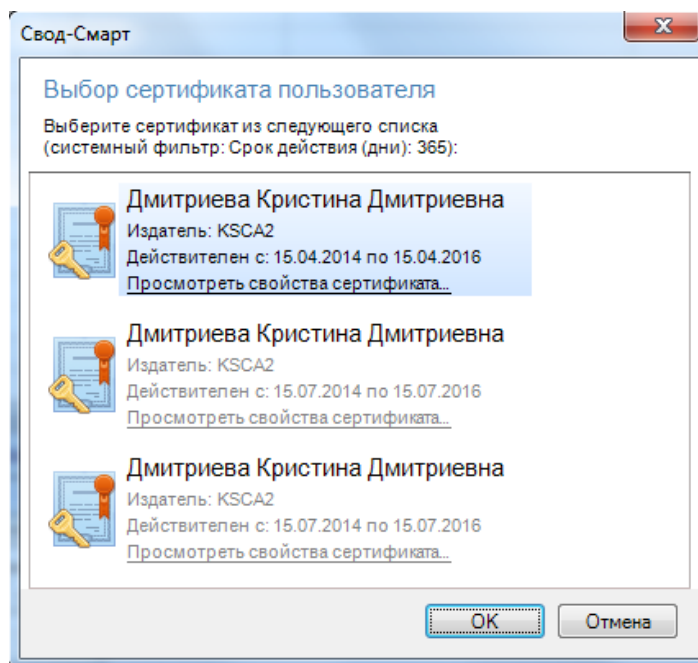 Свод-Смарт
Выбор сертификата пользователя
Выберите сертификат из следующего списка
(системный фильтр: Срок действия (дни): 365):
Дмитриева Кристина Дмитриевна
Издатель: KSCA2
Действителен с: 15.04.2014 по 15.04.2016
Просмотреть свойства сертификата...
Дмитриева Кристина Дмитриевна
Издатель: KSCA2
Действителен с: 15.07.2014 по 15.07.2016
Просмотреть свойства сертификата...
Дмитриева Кристина Дмитриевна
Издатель: KSCA2
Действителен с: 15.07.2014 по 15.07.2016
Просмотреть свойства сертификата...
OK Отмена